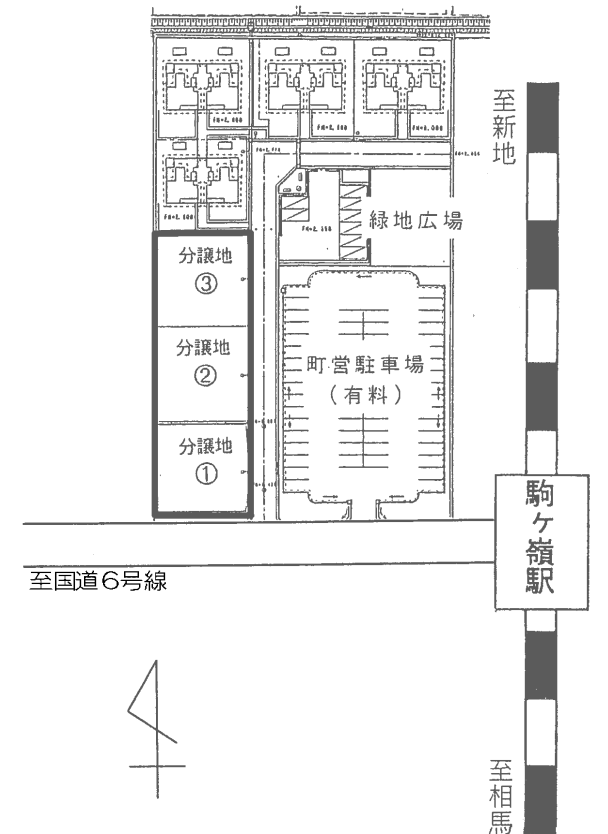 至新地
緑地広場
分譲地
③
分譲地
②
町営駐車場
（有料）
分譲地
①
駒ヶ嶺駅
至国道6号線
至相馬